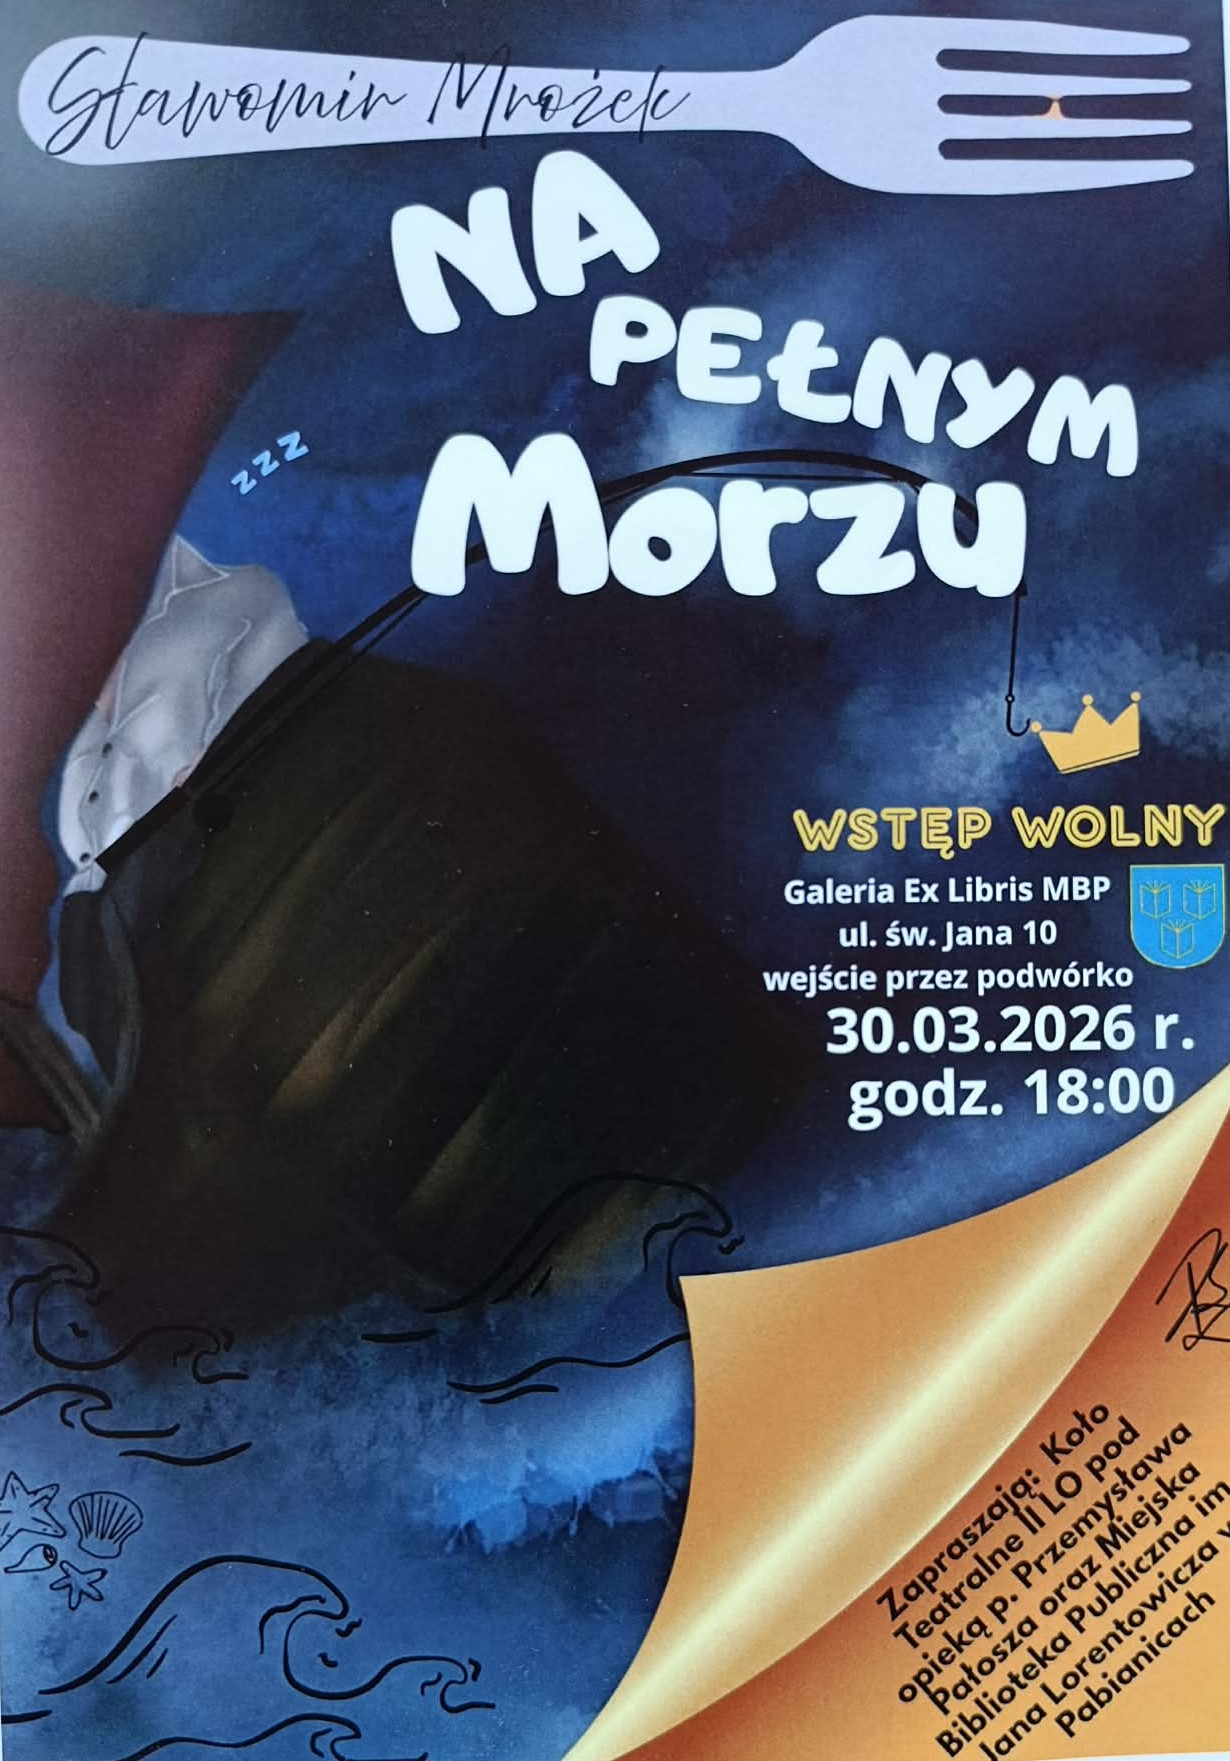 Sławomir Mrożek
NA
PEŁNYM
Morzu
zzz
WSTĘP WOLNY
Galeria Ex Libris MBP
ul. św. Jana 10
wejście przez podwórko
30.03.2026 r.
godz. 18:00
Zapraszają: Koło
Teatralne II LO pod
opieką p. Przemysława
Pałosza oraz Miejska
Biblioteka Publiczna im
Jana Lorentowicza w
Pabianicach